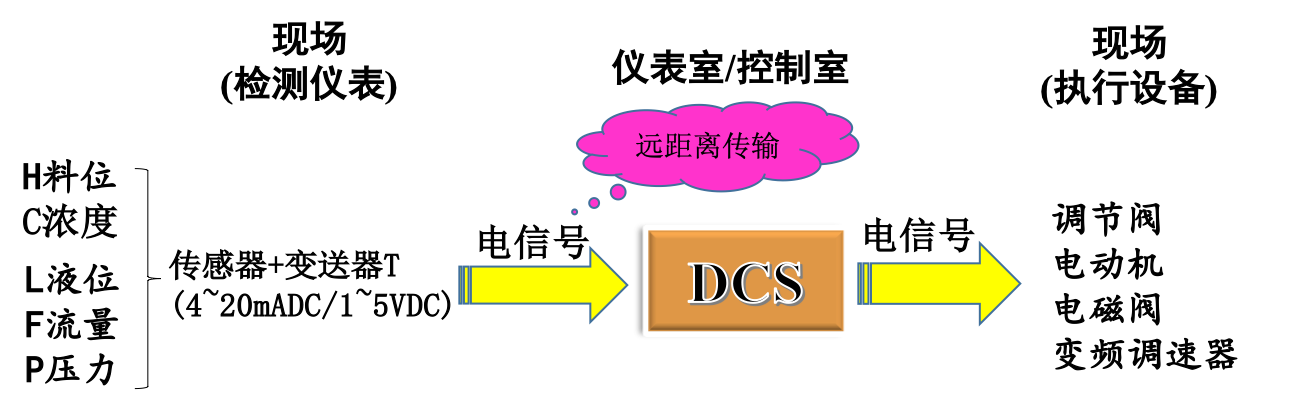 现场
(检测仪表)
仪表室/控制室
现场
(执行设备)
远距离传输
H料位
C浓度
L液位
F流量
P压力
传感器+变送器T
(4~20mADC/1~5VDC)
电信号
DCS
电信号
调节阀
电动机
电磁阀
变频调速器